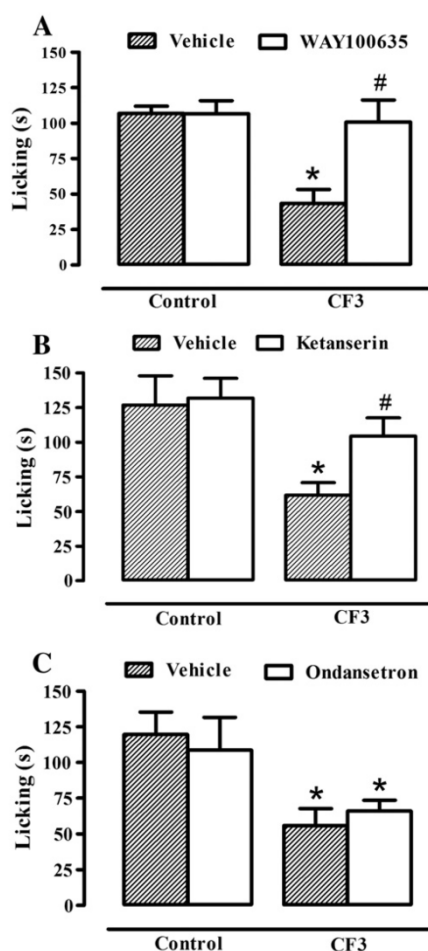 A
Vehicle WAY100635
Licking (s)
150
125
100
75
50
25
0
* #
Control CF3
B
Vehicle Ketanserin
Licking (s)
150
125
100
75
50
25
0
* #
Control CF3
C
Vehicle Ondansetron
Licking (s)
150
125
100
75
50
25
0
* *
Control CF3